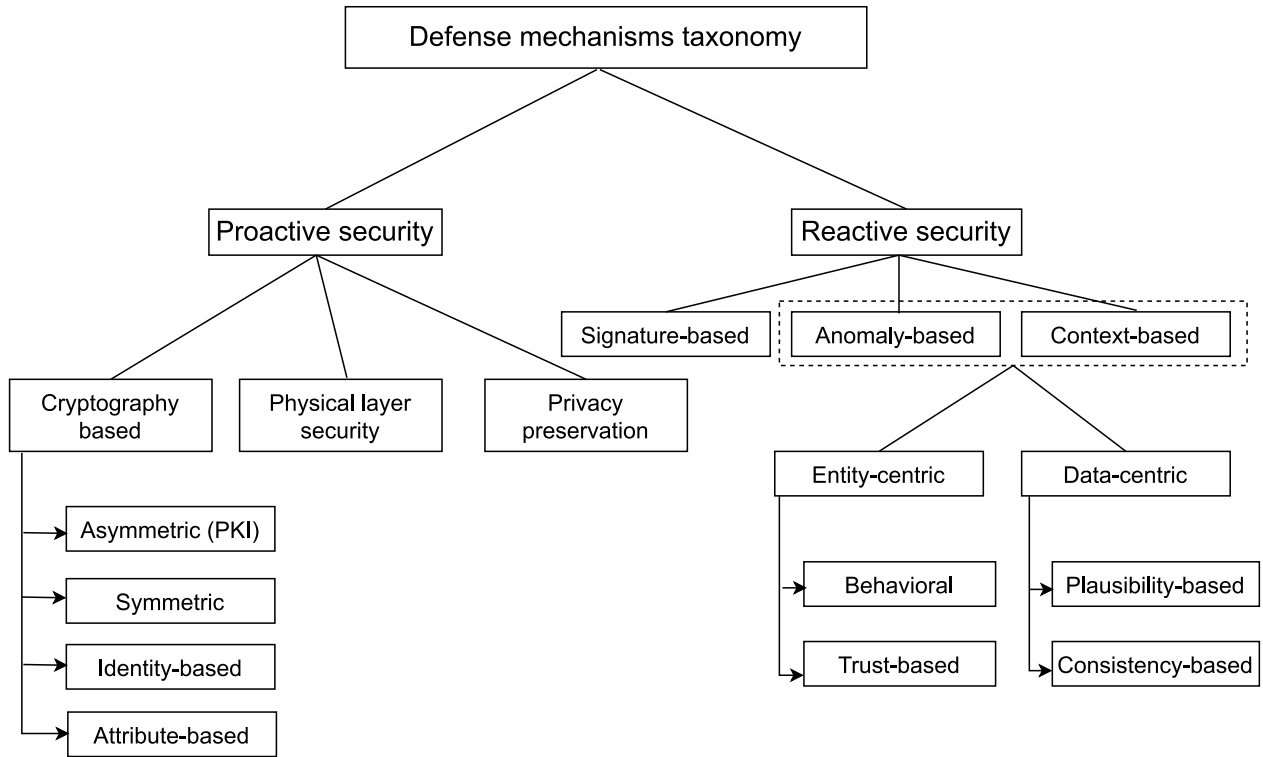 Defense mechanisms taxonomy
Proactive security
Reactive security
Signature-based
Anomaly-based
Context-based
Cryptography
based
Physical layer
security
Privacy
preservation
Entity-centric
Data-centric
Asymmetric (PKI)
Symmetric
Identity-based
Attribute-based
Behavioral
Trust-based
Plausibility-based
Consistency-based